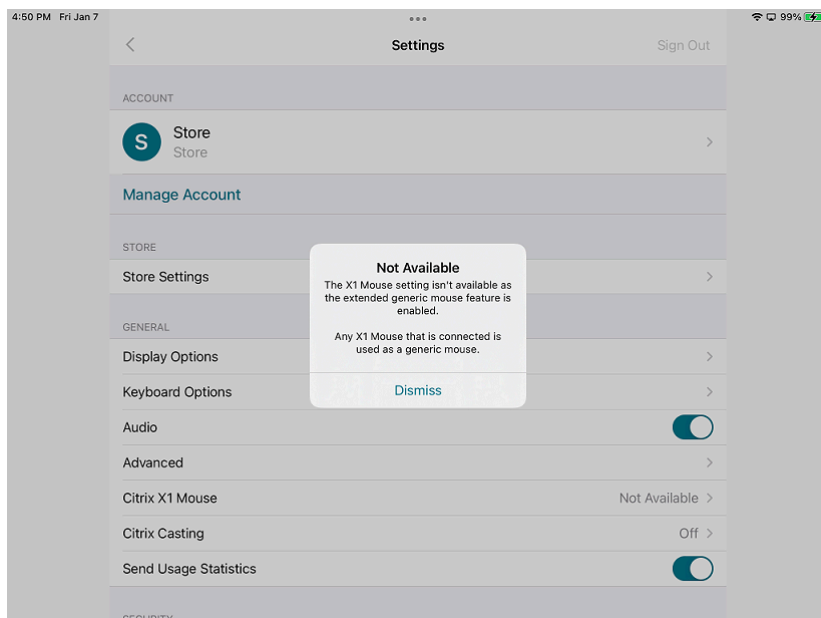 4:50 PM Fri Jan 7
99%
Settings
Sign Out
ACCOUNT
S
Store
Store
Manage Account
STORE
Store Settings
Not Available
The X1 Mouse setting isn't available as
the extended generic mouse feature is
enabled.
Any X1 Mouse that is connected is
used as a generic mouse.
Dismiss
GENERAL
Display Options
Keyboard Options
Audio
Advanced
Citrix X1 Mouse Not Available
Citrix Casting Off
Send Usage Statistics
SECURITY